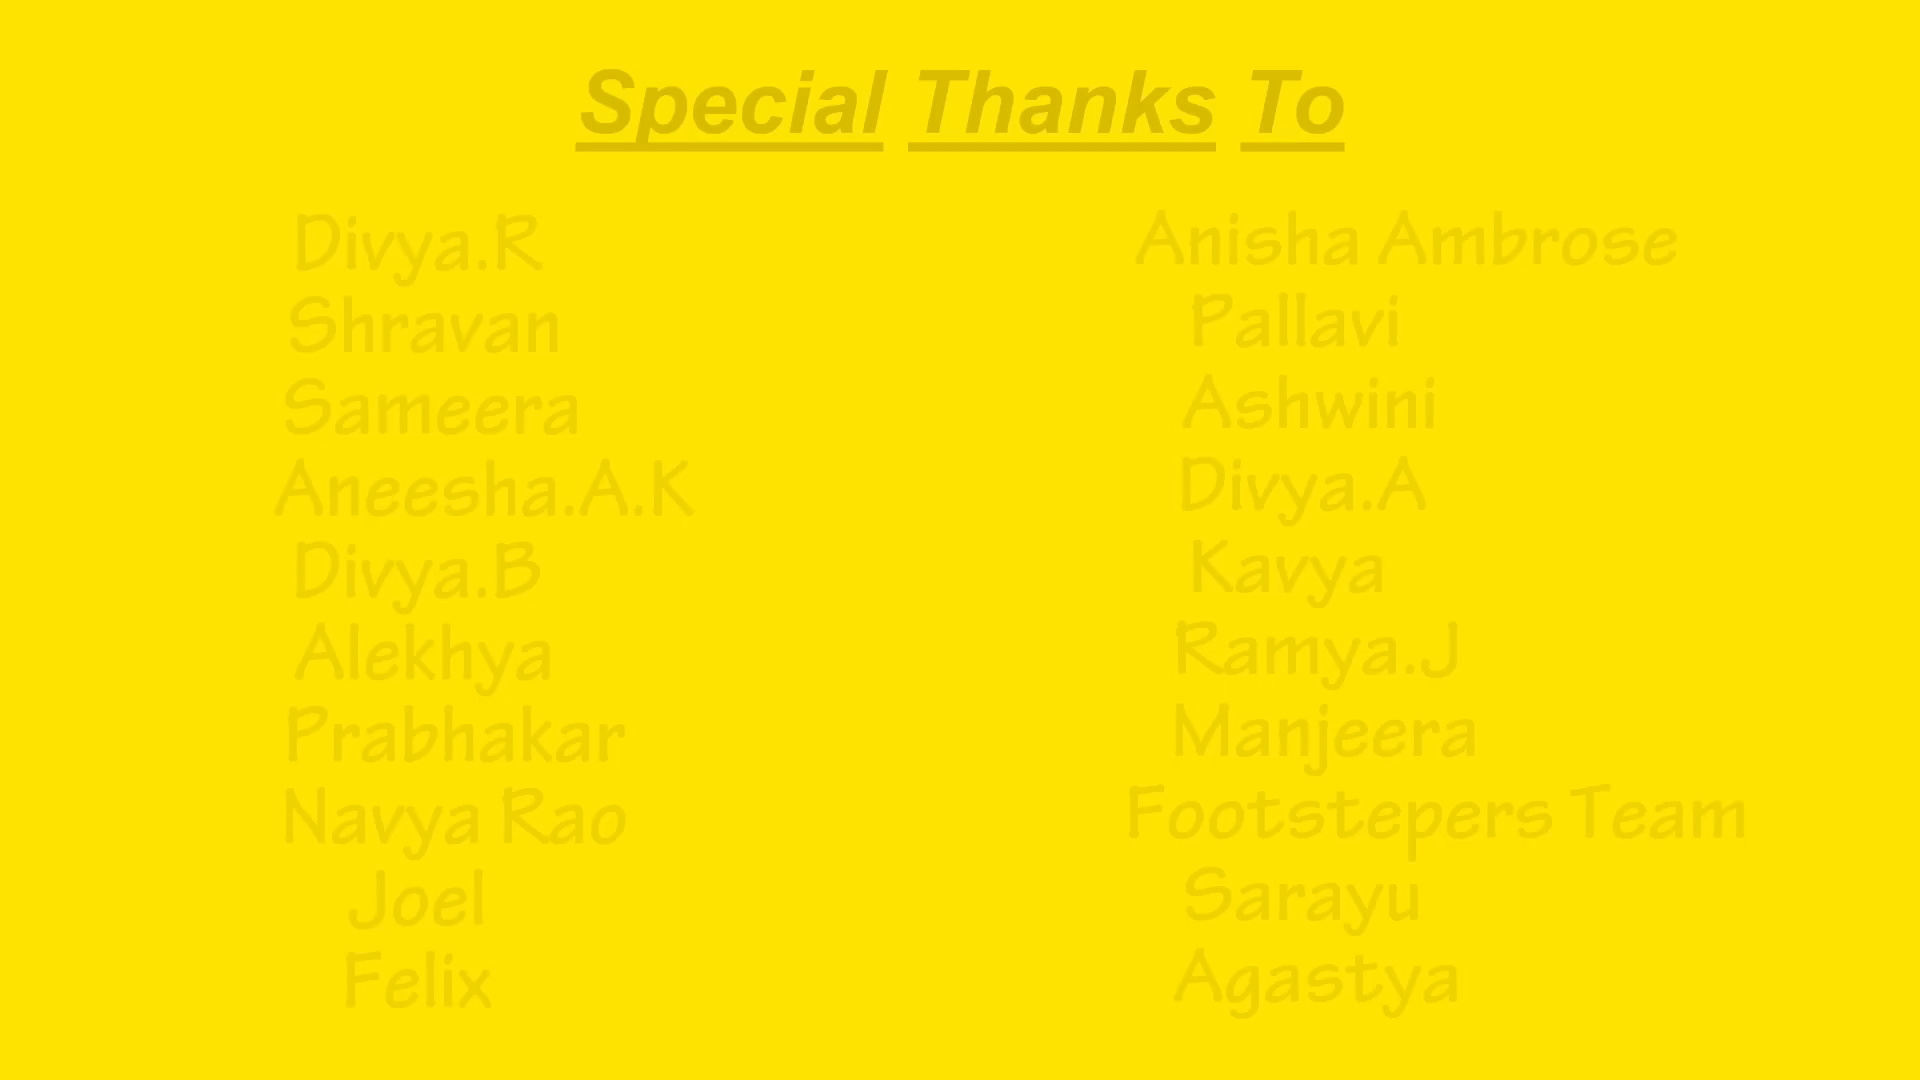 Special Thanks To
Divya.R
Shravan
Sameera
Aneesha.A.K
Divya.B
Alekhya
Prabhakar
Navya Rao
Joel
Felix
Anisha Ambrose
Pallavi
Ashwini
Divya.A
Kavya
Ramya.J
Manjeera
Footstepers Team
Sarayu
Agastya